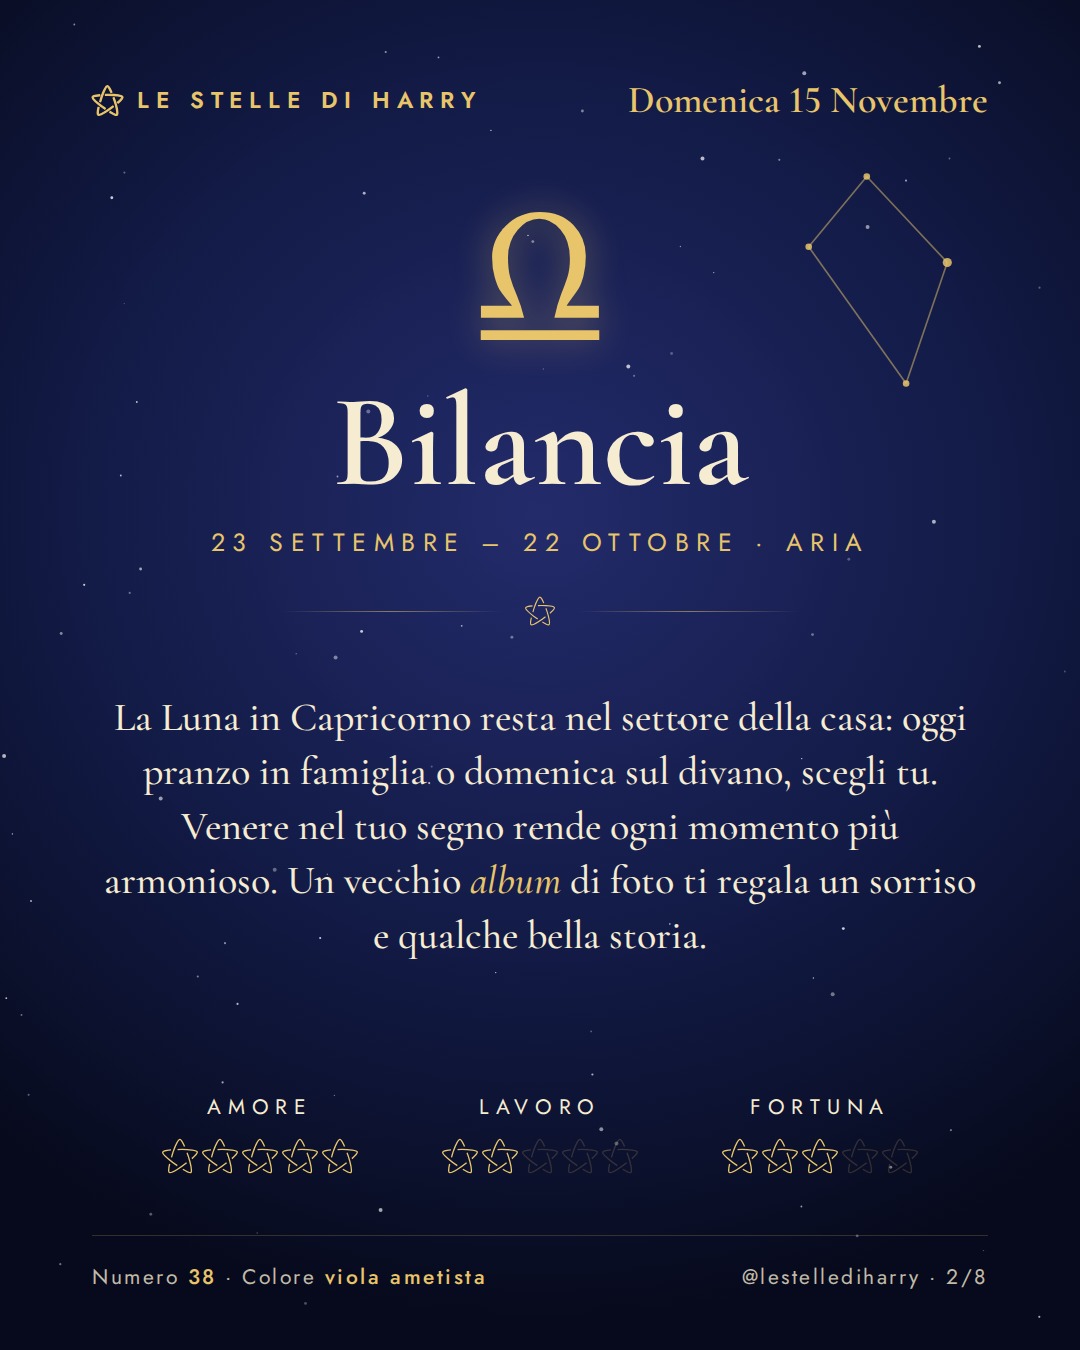 LE STELLE DI HARRY
Domenica 15 Novembre
♎
Bilancia
23 SETTEMBRE – 22 OTTOBRE · ARIA
La Luna in Capricorno resta nel settore della casa: oggi
pranzo in famiglia o domenica sul divano, scegli tu.
Venere nel tuo segno rende ogni momento più
armonioso. Un vecchio album di foto ti regala un sorriso
e qualche bella storia.
AMORE
LAVORO
FORTUNA
Numero 38 · Colore viola ametista
@lestellediharry · 2/8